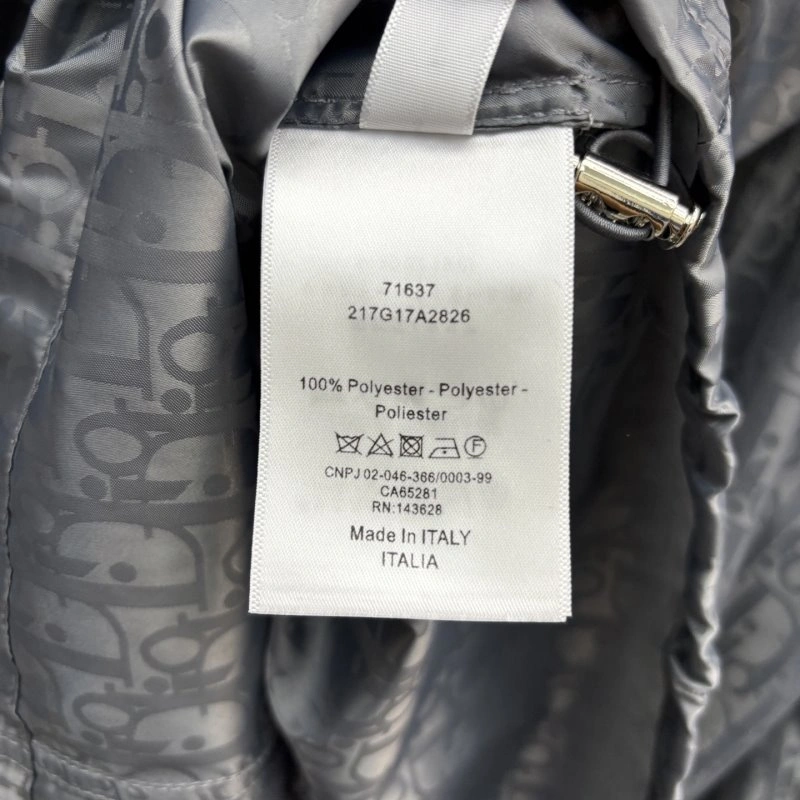 71637
217G17A2826
100% Polyester - Polyester -
Poliester
CNPJ 02-046-366/0003-99
CA65281
RN:143628
Made In ITALY
ITALIA